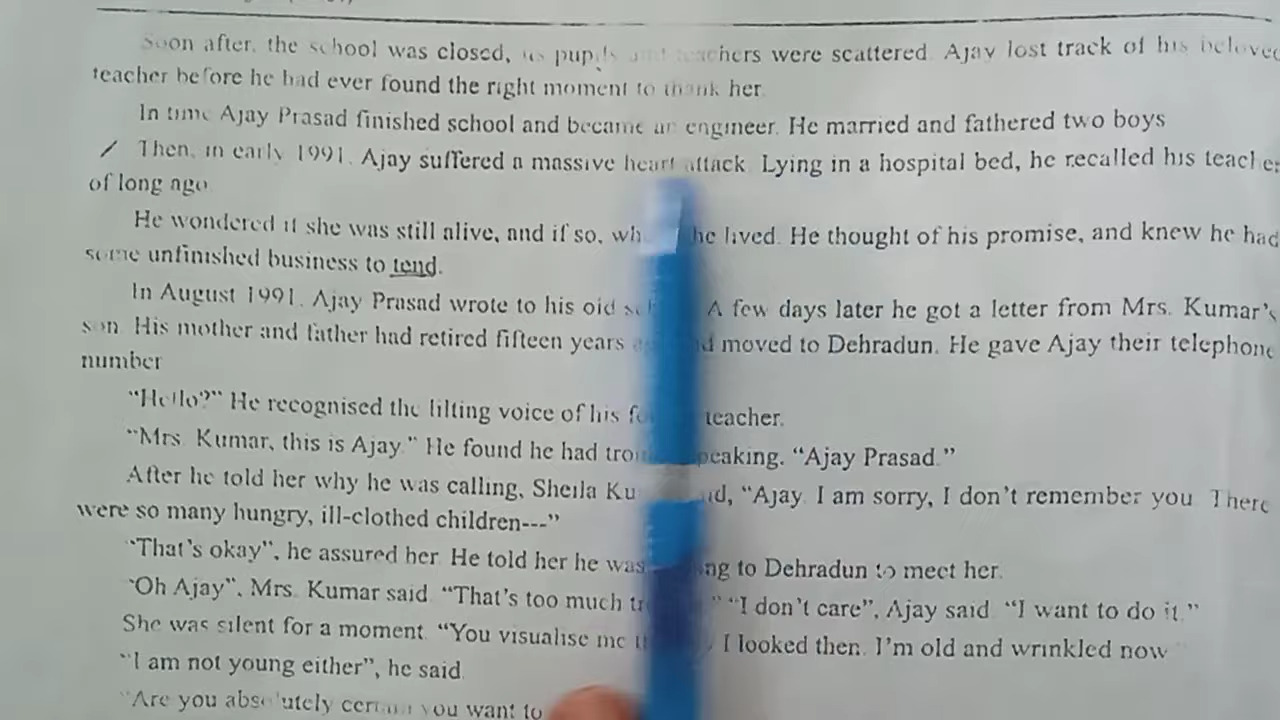 Soon after, the school was closed, its pupils and teachers were scattered. Ajay lost track of his beloved
teacher before he had ever found the right moment to thank her.
In time Ajay Prasad finished school and became an engineer. He married and fathered two boys
Then, in early 1991, Ajay suffered a massive heart attack. Lying in a hospital bed, he recalled his teacher
of long ago
He wondered if she was still alive, and if so, he lived. He thought of his promise, and knew he had
some unfinished business to tend.
In August 1991, Ajay Prasad wrote to his old A few days later he got a letter from Mrs. Kumar's
son. His mother and father had retired fifteen years moved to Dehradun. He gave Ajay their telephone
number
"Hello?" He recognised the lilting voice of his teacher.
"Mrs. Kumar, this is Ajay." He found he had "Ajay Prasad."
After he told her why he was calling, Sheila "Ajay. I am sorry, I don't remember you. There
were so many hungry, ill-clothed children---"
"That's okay", he assured her. He told her he was to Dehradun to meet her.
"Oh Ajay", Mrs. Kumar said. "That's too much "I don't care", Ajay said. "I want to do it."
She was silent for a moment. "You visualise me I looked then. I'm old and wrinkled now
"I am not young either", he said.
"Are you absolutely certain you want to